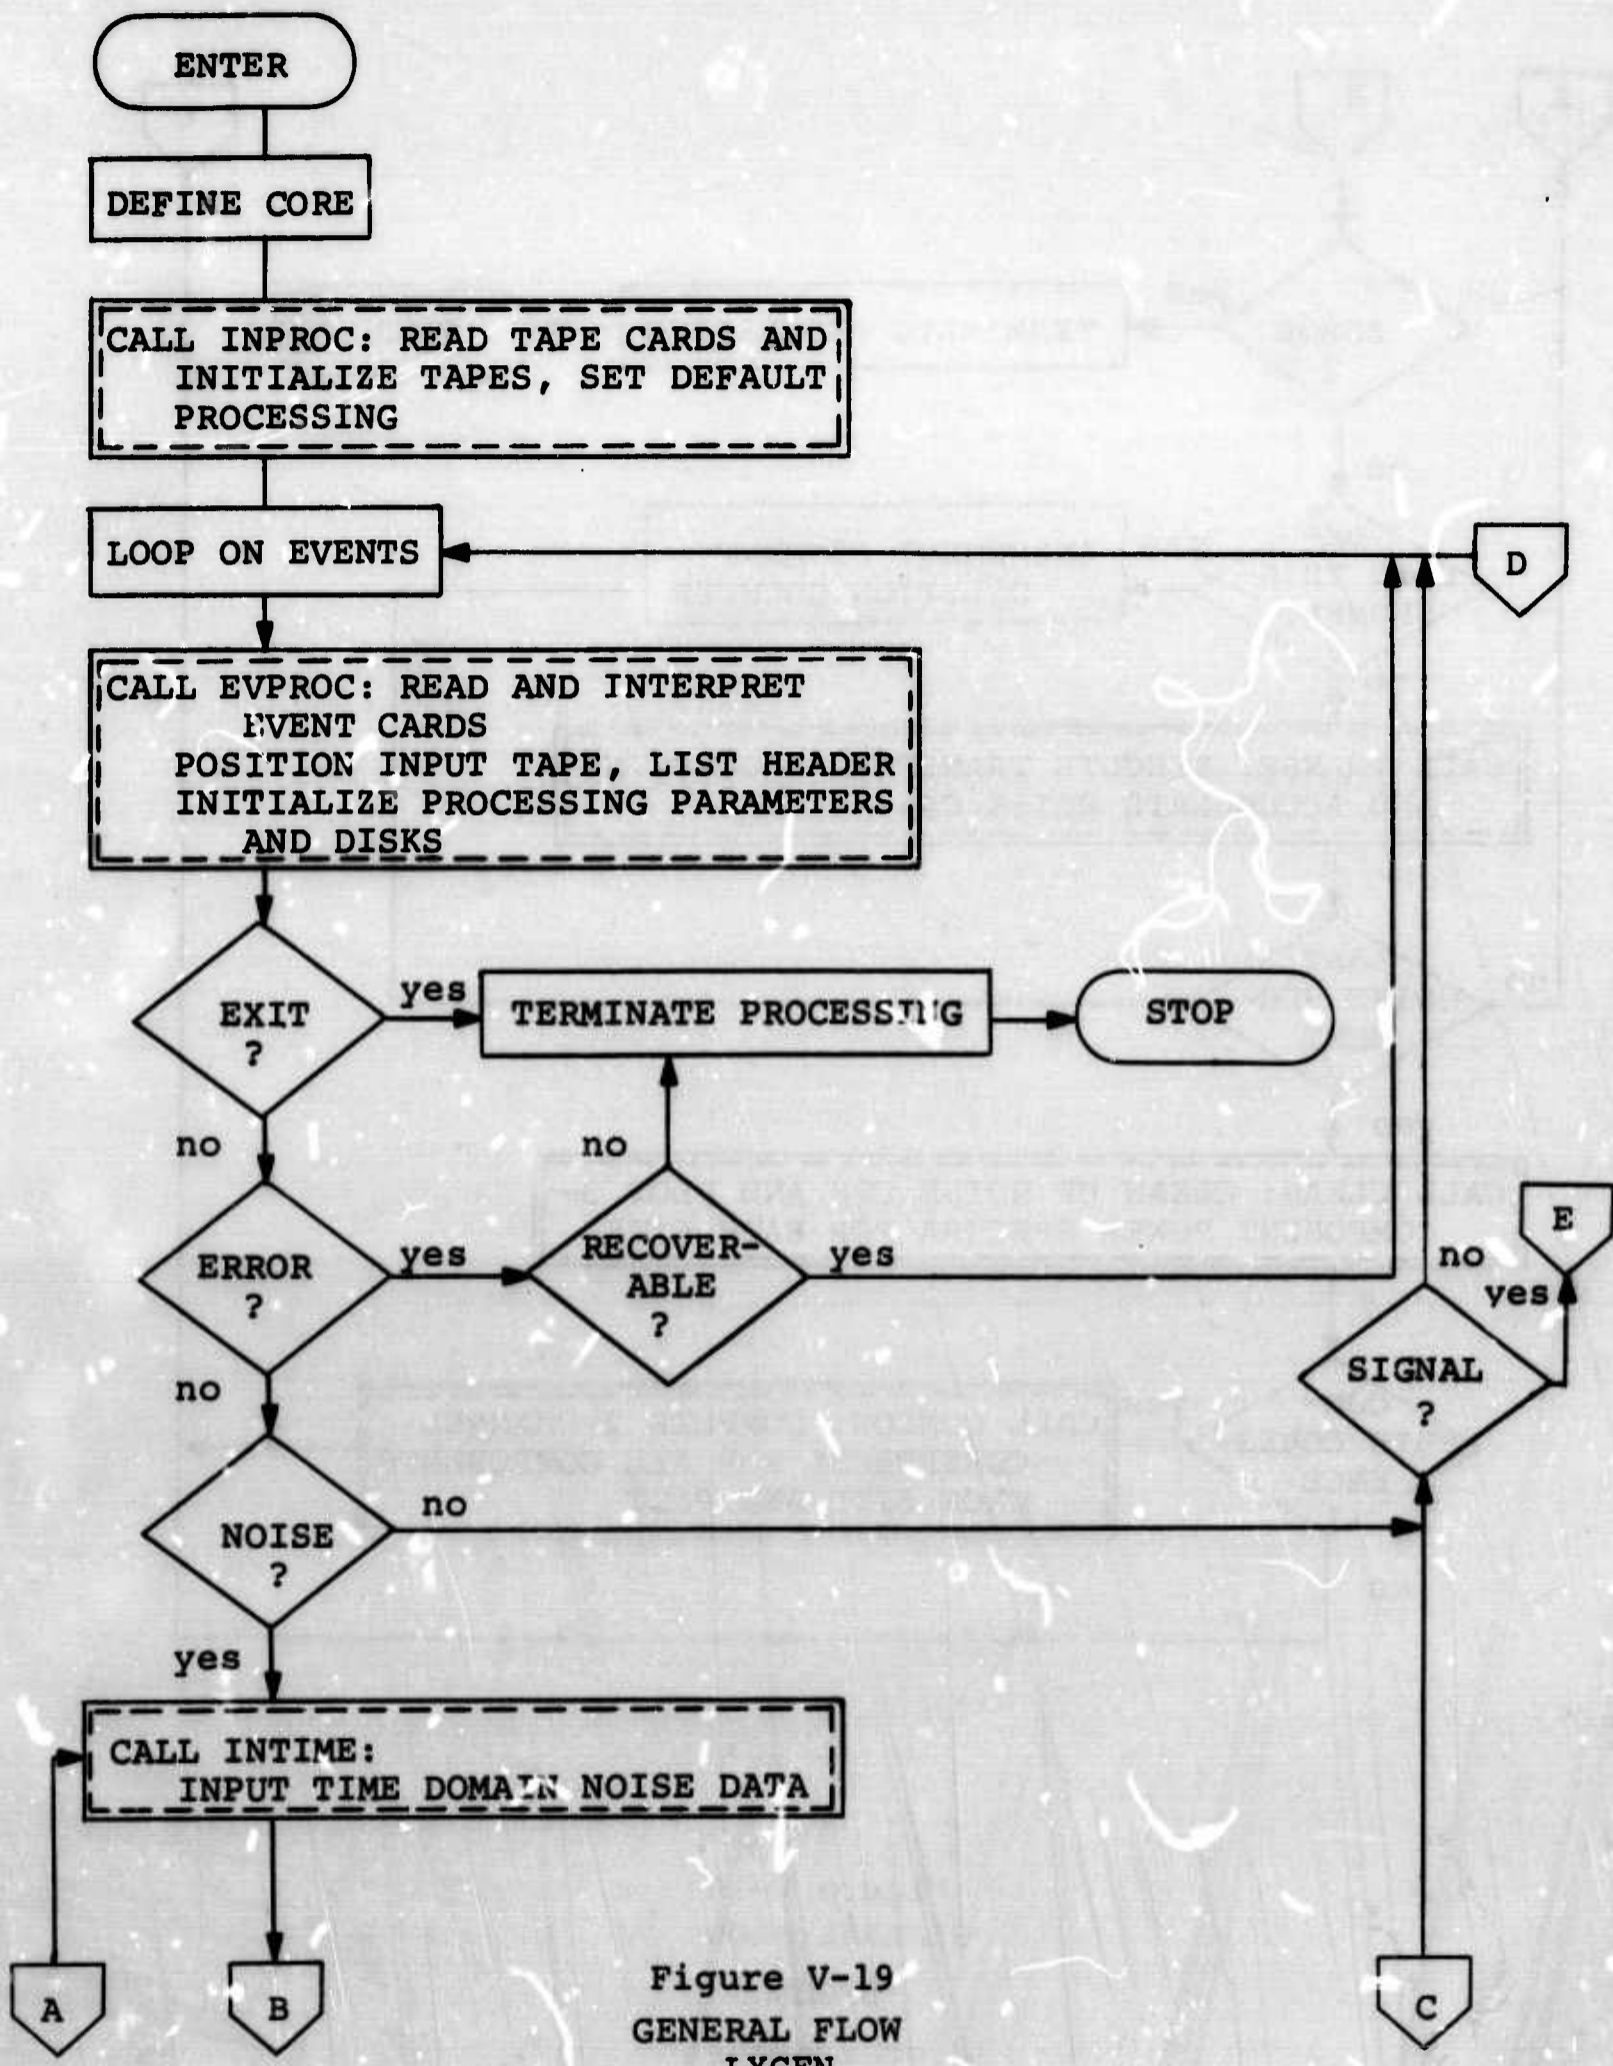 ENTER
DEFINE CORE
CALL INPROC: READ TAPE CARDS AND
INITIALIZE TAPES, SET DEFAULT
PROCESSING
LOOP ON EVENTS
D
CALL EVPROC: READ AND INTERPRET
EVENT CARDS
POSITION INPUT TAPE, LIST HEADER
INITIALIZE PROCESSING PARAMETERS
AND DISKS
EXIT
?
yes
TERMINATE PROCESSING
STOP
no
no
ERROR
?
yes
RECOVER-
ABLE
?
yes
no
yes
E
SIGNAL
?
no
NOISE
?
no
yes
CALL INTIME:
INPUT TIME DOMAIN NOISE DATA
A
B
C
Figure V-19
GENERAL FLOW